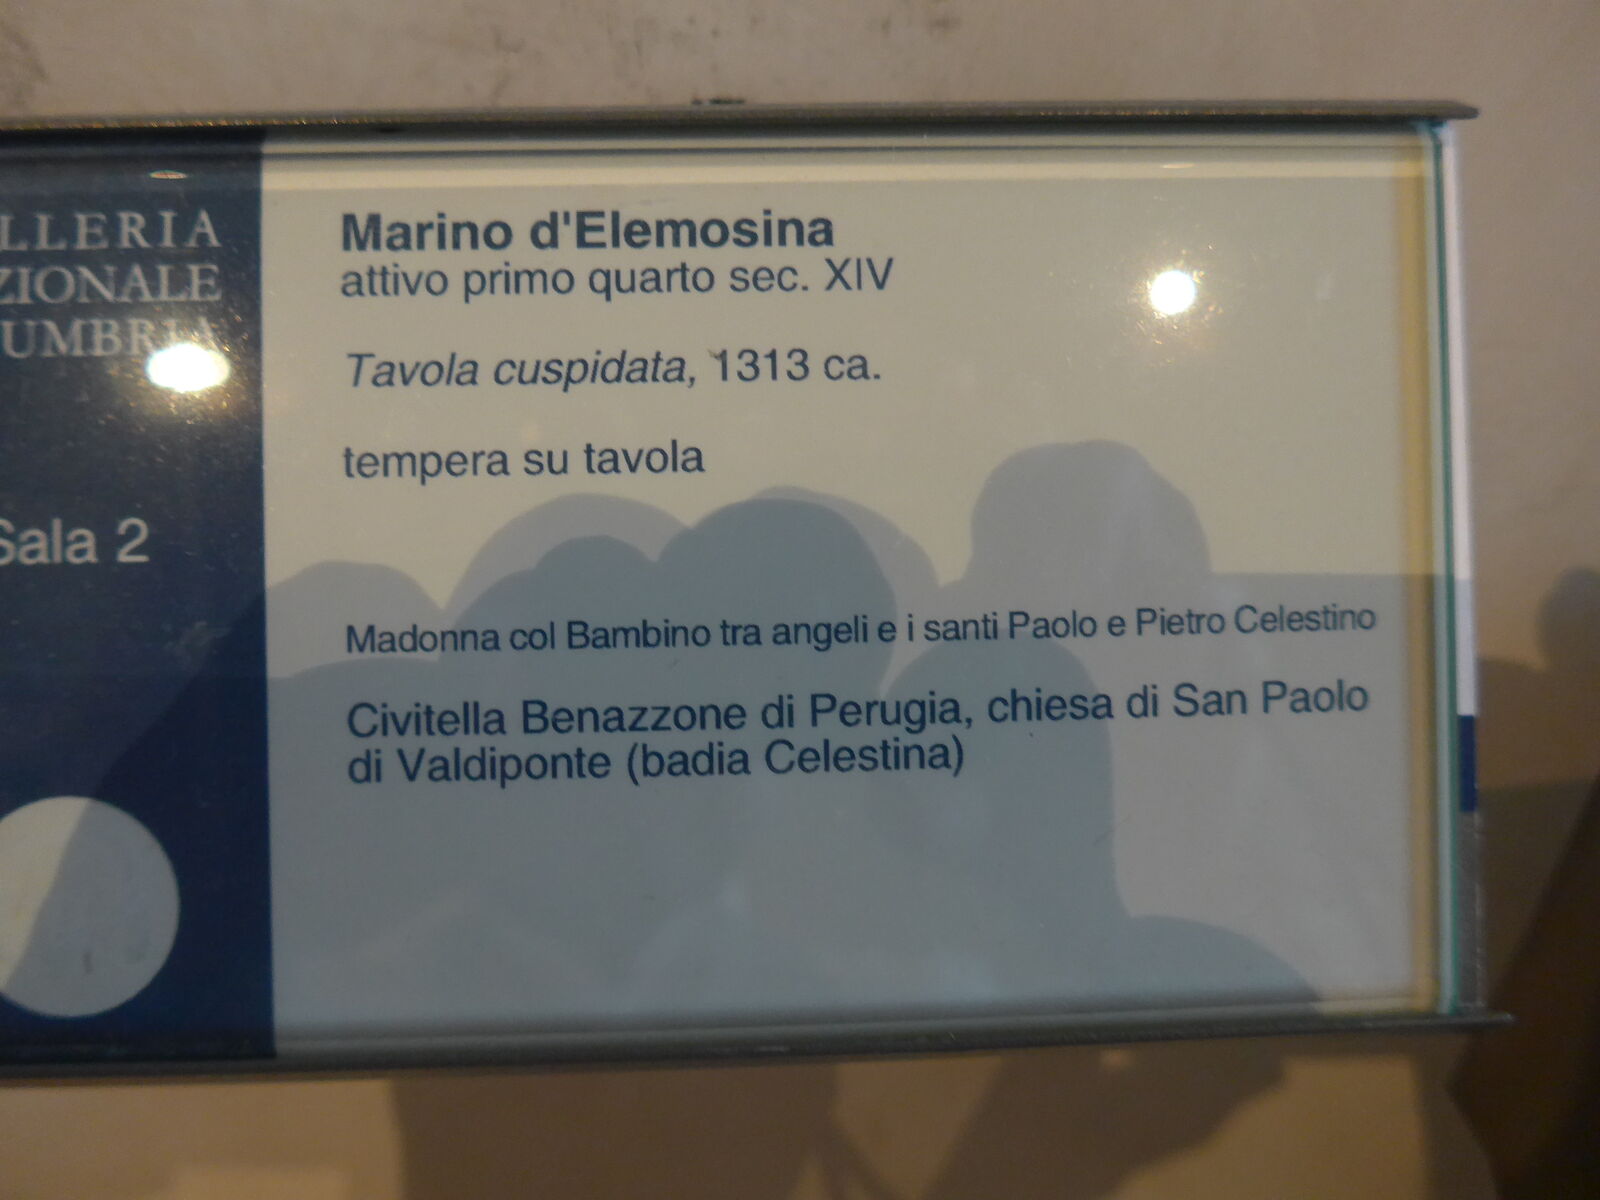 LLERIA
ZIONALE
UMBRIA
Sala 2
Marino d'Elemosina
attivo primo quarto sec. XIV
Tavola cuspidata, 1313 ca.
tempera su tavola
Madonna col Bambino tra angeli e i santi Paolo e Pietro Celestino
Civitella Benazzone di Perugia, chiesa di San Paolo
di Valdiponte (badia Celestina)